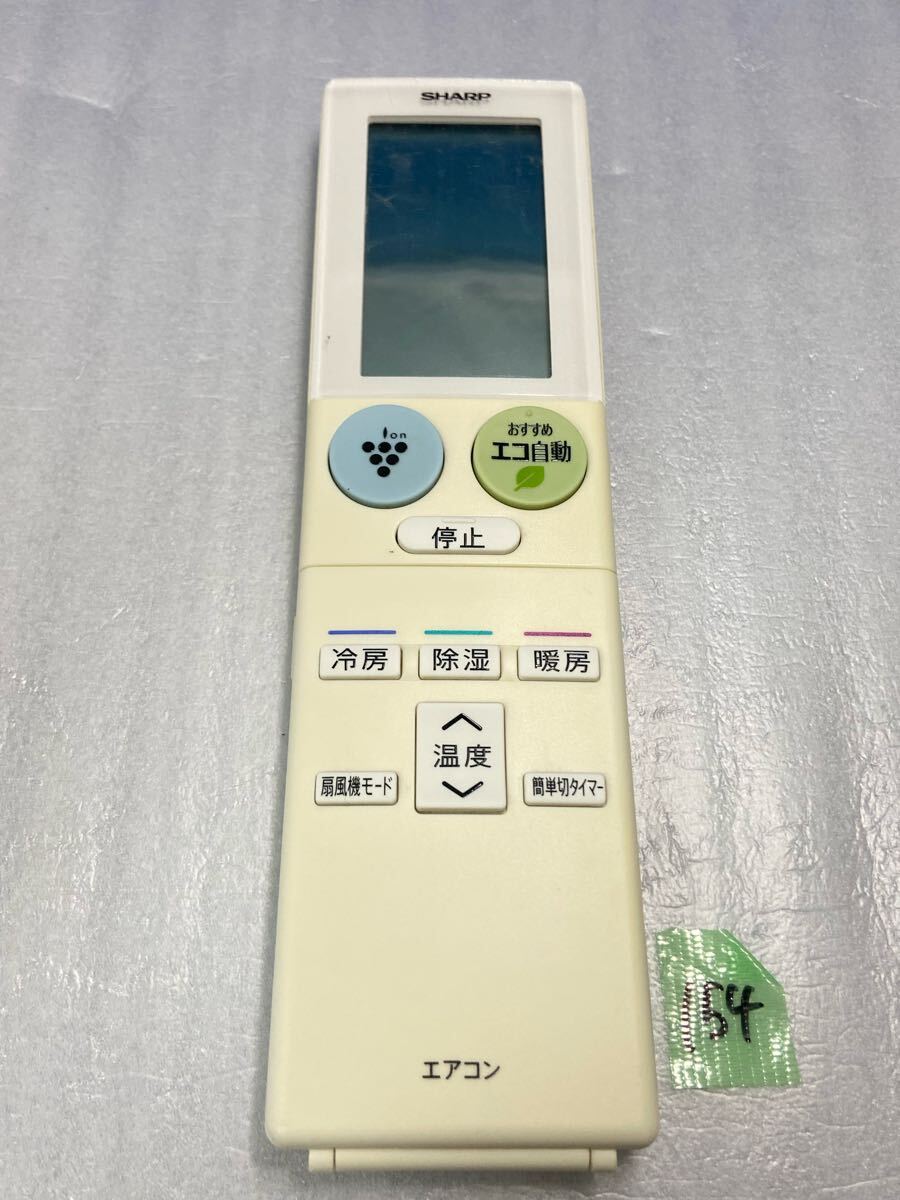 SHARP
Ion
おすすめ
エコ自動
停止
冷房
除湿
暖房
温度
扇風機モード
簡単切タイマー
154
エアコン